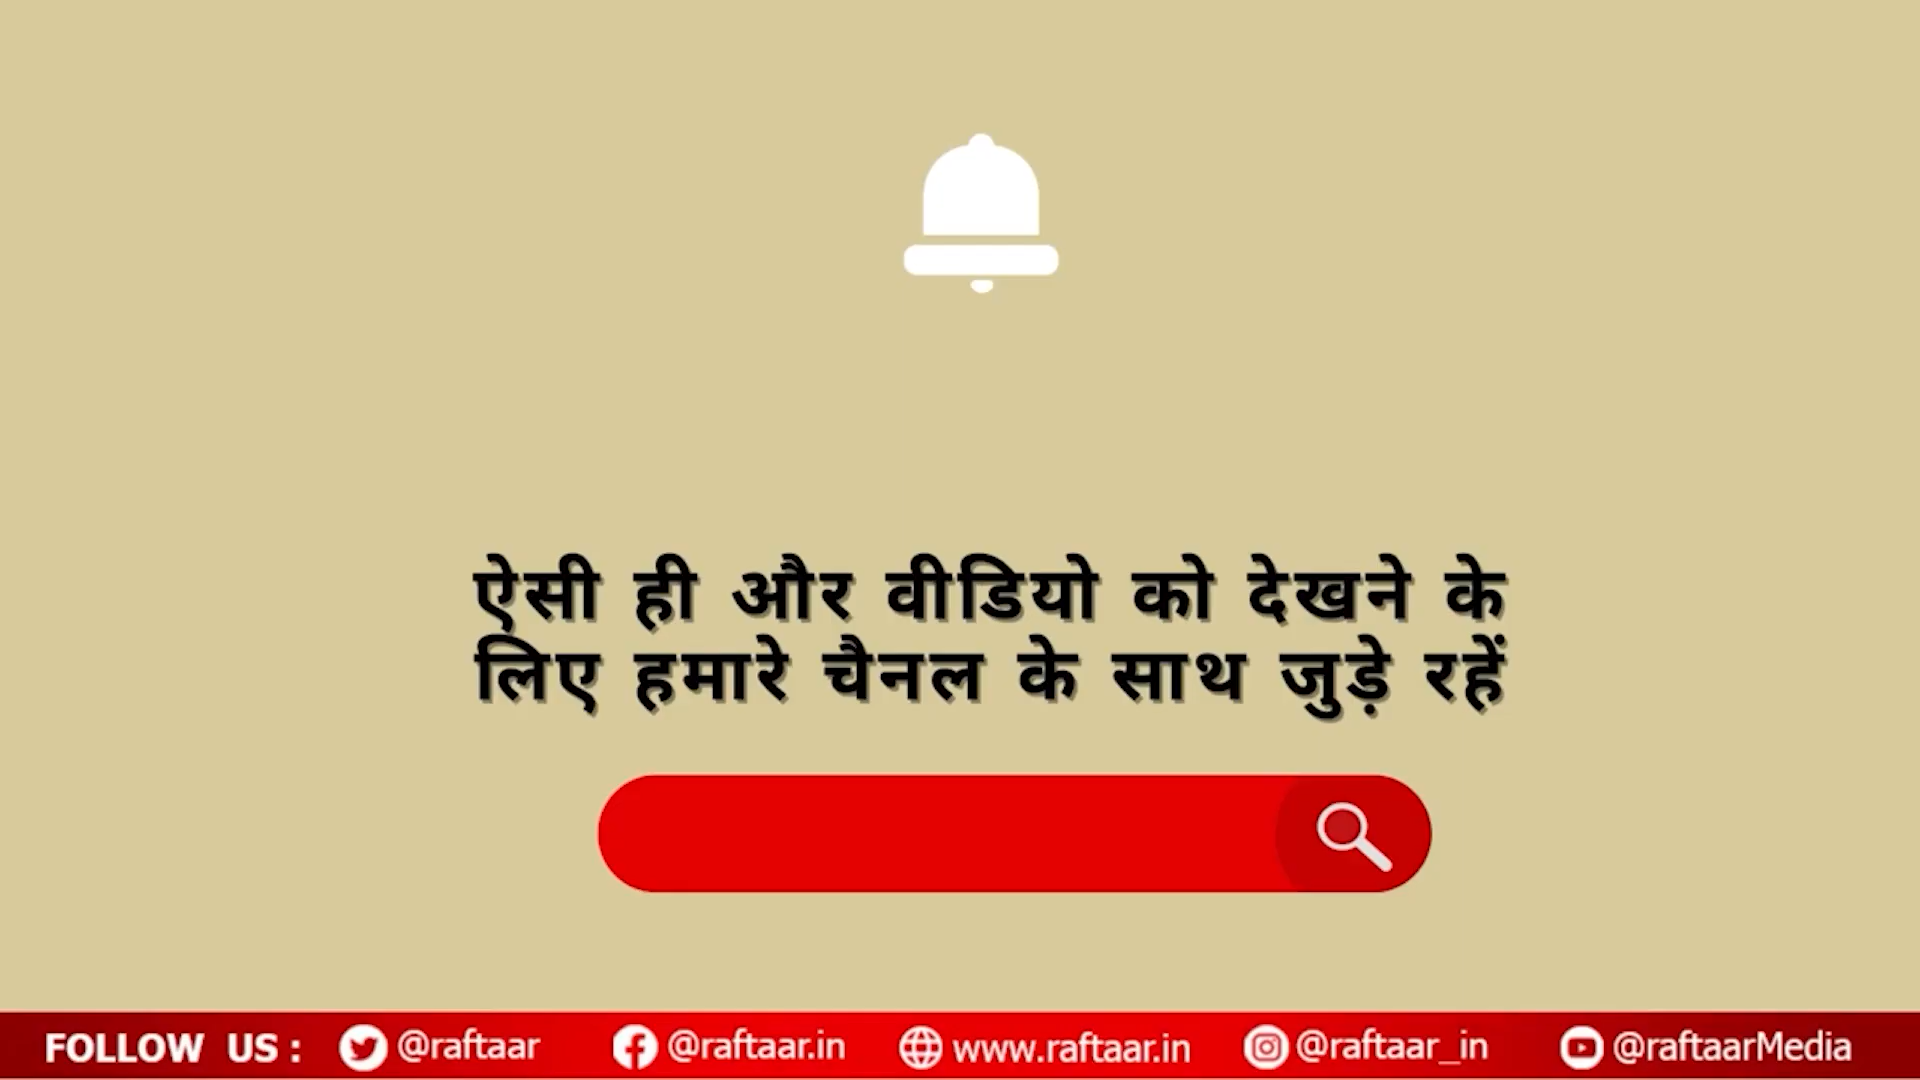 ऐसी ही और वीडियो को देखने के
लिए हमारे चैनल के साथ जुड़े रहें
FOLLOW US : @raftaar @raftaar.in www.raftaar.in @raftaar_in @raftaarMedia